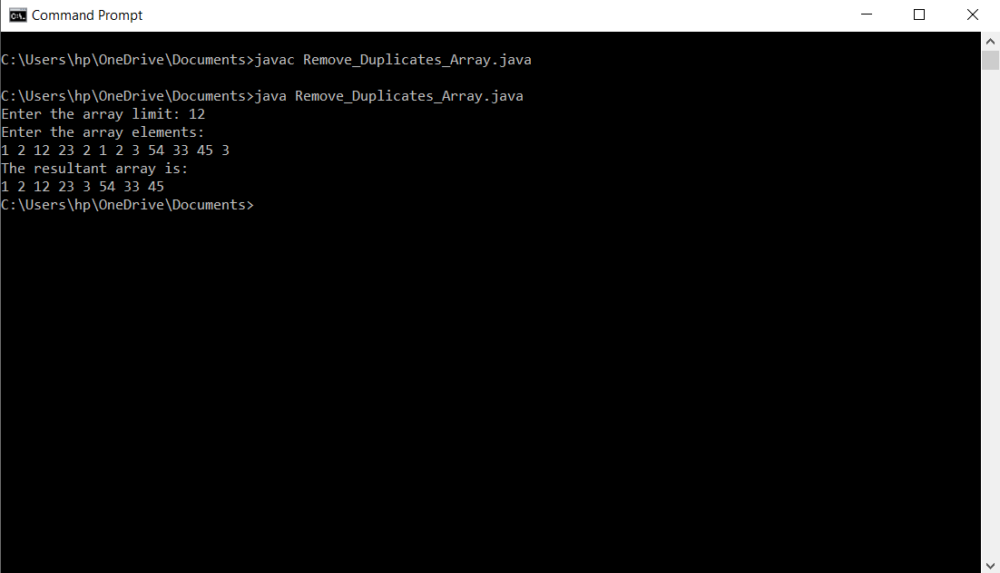 Command Prompt
C:\Users\hp\OneDrive\Documents>javac Remove_Duplicates_Array.java
C:\Users\hp\OneDrive\Documents>java Remove_Duplicates_Array.java
Enter the array limit: 12
Enter the array elements:
1 2 12 23 2 1 2 3 54 33 45 3
The resultant array is:
1 2 12 23 3 54 33 45
C:\Users\hp\OneDrive\Documents>